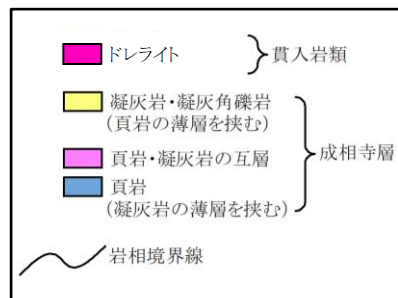 ドレライト
貫入岩類
凝灰岩・凝灰角礫岩
(頁岩の薄層を挟む)
頁岩・凝灰岩の互層
成相寺層
頁岩
(凝灰岩の薄層を挟む)
岩相境界線